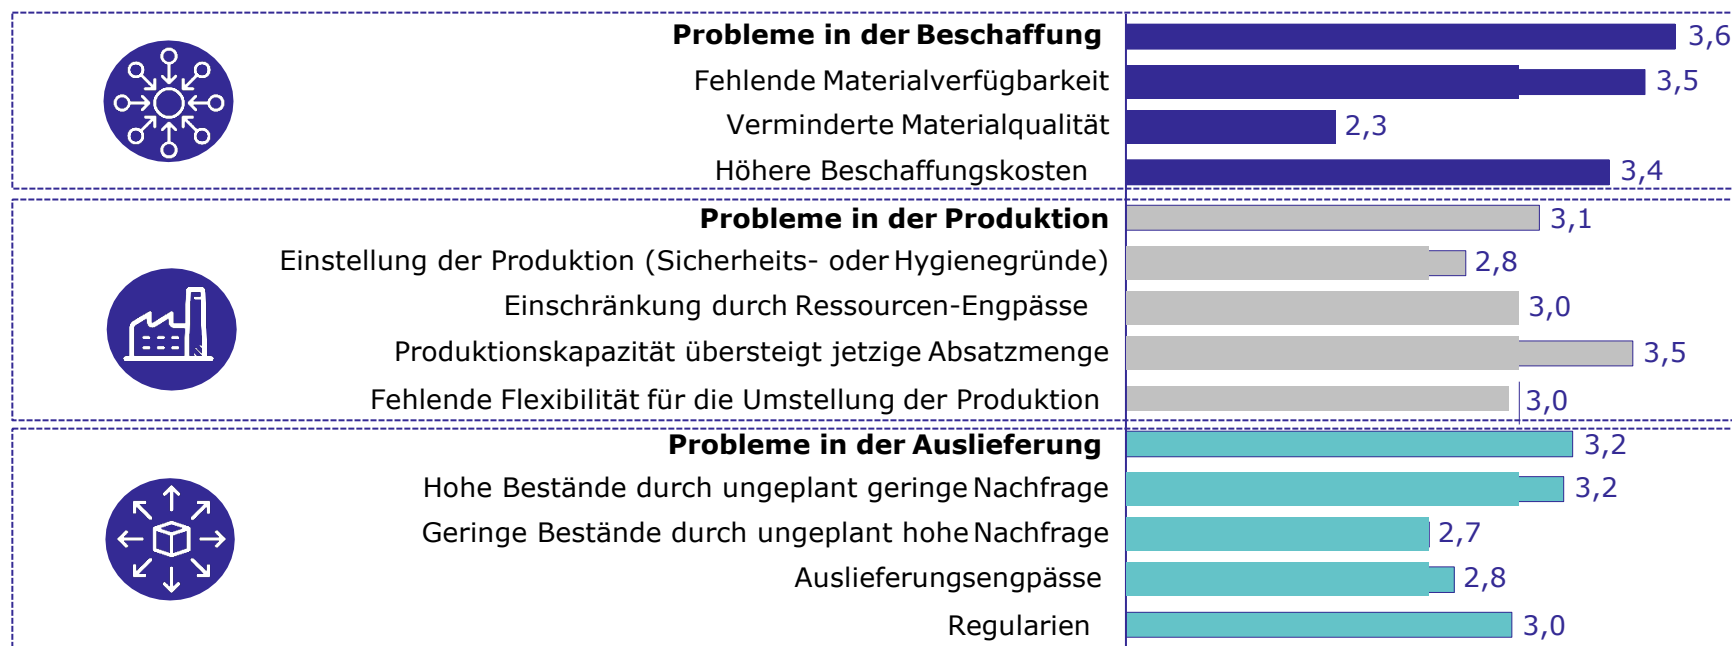 Probleme in der Beschaffung 3,6
Fehlende Materialverfügbarkeit 3,5
Verminderte Materialqualität 2,3
Höhere Beschaffungskosten 3,4
Probleme in der Produktion 3,1
Einstellung der Produktion (Sicherheits- oder Hygienegründe) 2,8
Einschränkung durch Ressourcen-Engpässe 3,0
Produktionskapazität übersteigt jetzige Absatzmenge 3,5
Fehlende Flexibilität für die Umstellung der Produktion 3,0
Probleme in der Auslieferung 3,2
Hohe Bestände durch ungeplant geringe Nachfrage 3,2
Geringe Bestände durch ungeplant hohe Nachfrage 2,7
Auslieferungsengpässe 2,8
Regularien 3,0